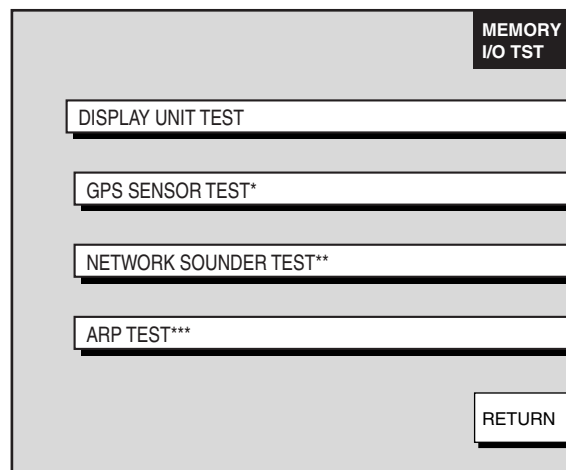 MEMORY
I/O TST
DISPLAY UNIT TEST
GPS SENSOR TEST*
NETWORK SOUNDER TEST**
ARP TEST***
RETURN